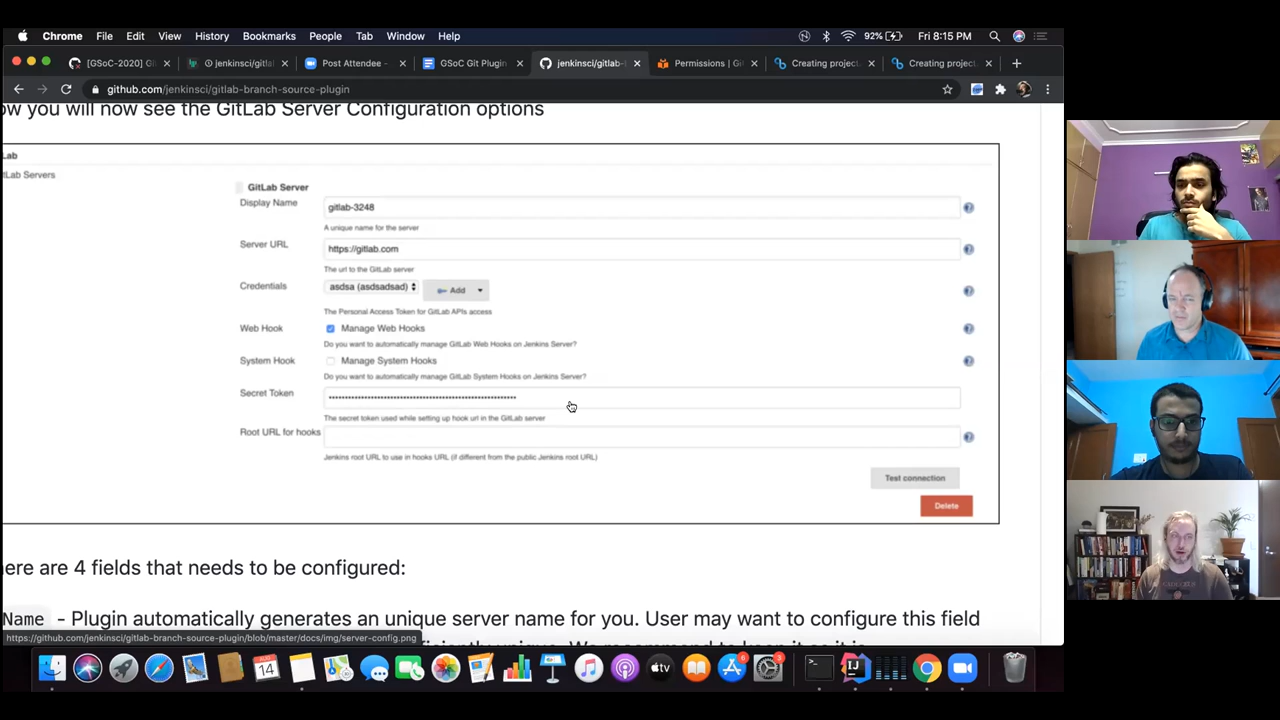 Chrome File Edit View History Bookmarks People Tab Window Help 92% Fri 8:15 PM
[GSoC-2020] Gi jenkinsci/gitla Post Attendee - GSoC Git Plugin jenkinsci/gitlab- Permissions | Git Creating project Creating project
github.com/jenkinsci/gitlab-branch-source-plugin
ow you will now see the GitLab Server Configuration options
Lab
tLab Servers
GitLab Server
Display Name gitlab-3248
A unique name for the server
Server URL https://gitlab.com
The url to the GitLab server
Credentials asdsa (asdsadsad) Add
The Personal Access Token for GitLab APIs access
Web Hook Manage Web Hooks
Do you want to automatically manage GitLab Web Hooks on Jenkins Server?
System Hook Manage System Hooks
Do you want to automatically manage GitLab System Hooks on Jenkins Server?
Secret Token
The secret token used while setting up hook url in the GitLab server
Root URL for hooks
Jenkins root URL to use in hooks URL (if different from the public Jenkins root URL)
Test connection
Delete
ere are 4 fields that needs to be configured:
Name - Plugin automatically generates an unique server name for you. User may want to configure this field
https://github.com/jenkinsci/gitlab-branch-source-plugin/blob/master/docs/img/server-config.png
AUG
14
tv